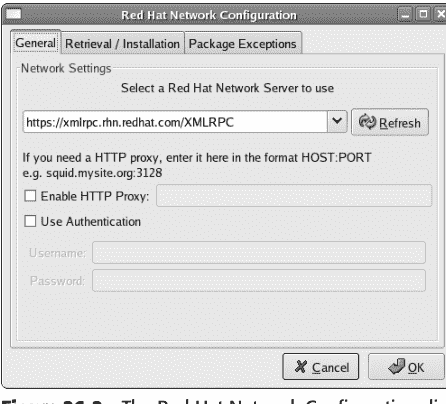 Red Hat Network Configuration
General Retrieval / Installation Package Exceptions
Network Settings
Select a Red Hat Network Server to use
https://xmlrpc.rhn.redhat.com/XMLRPC Refresh
If you need a HTTP proxy, enter it here in the format HOST:PORT
e.g. squid.mysite.org:3128
Enable HTTP Proxy:
Use Authentication
Username:
Password:
Cancel OK
The Red Hat Network Configuration